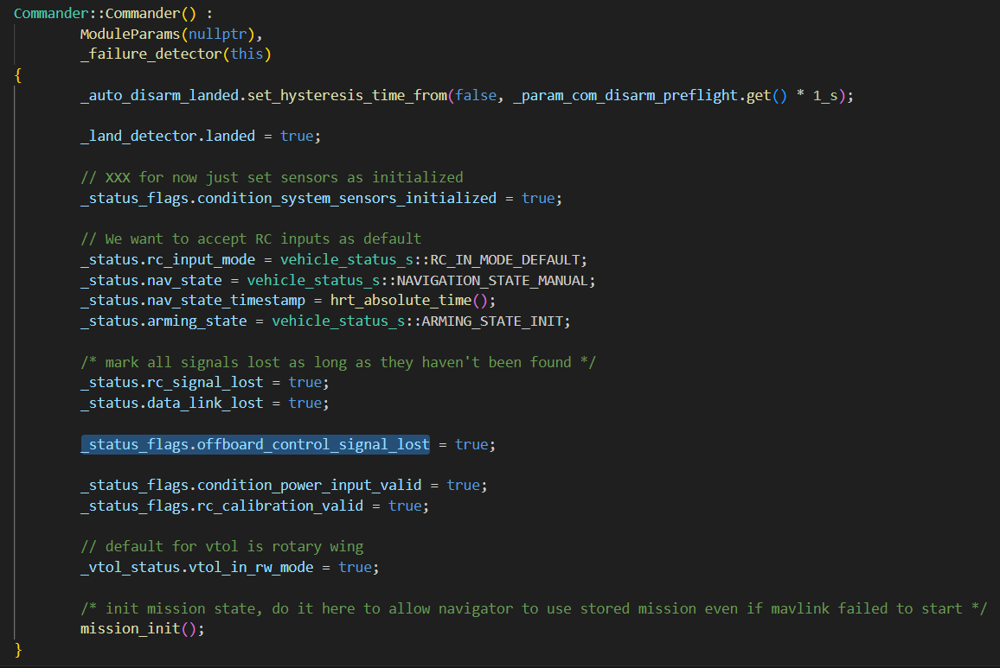 Commander::Commander() :
ModuleParams(nullptr),
_failure_detector(this)
{
_auto_disarm_landed.set_hysteresis_time_from(false, _param_com_disarm_preflight.get() * 1_s);
_land_detector.landed = true;
// XXX for now just set sensors as initialized
_status_flags.condition_system_sensors_initialized = true;
// We want to accept RC inputs as default
_status.rc_input_mode = vehicle_status_s::RC_IN_MODE_DEFAULT;
_status.nav_state = vehicle_status_s::NAVIGATION_STATE_MANUAL;
_status.nav_state_timestamp = hrt_absolute_time();
_status.arming_state = vehicle_status_s::ARMING_STATE_INIT;
/* mark all signals lost as long as they haven't been found */
_status.rc_signal_lost = true;
_status.data_link_lost = true;
_status_flags.offboard_control_signal_lost = true;
_status_flags.condition_power_input_valid = true;
_status_flags.rc_calibration_valid = true;
// default for vtol is rotary wing
_vtol_status.vtol_in_rw_mode = true;
/* init mission state, do it here to allow navigator to use stored mission even if mavlink failed to start */
mission_init();
}